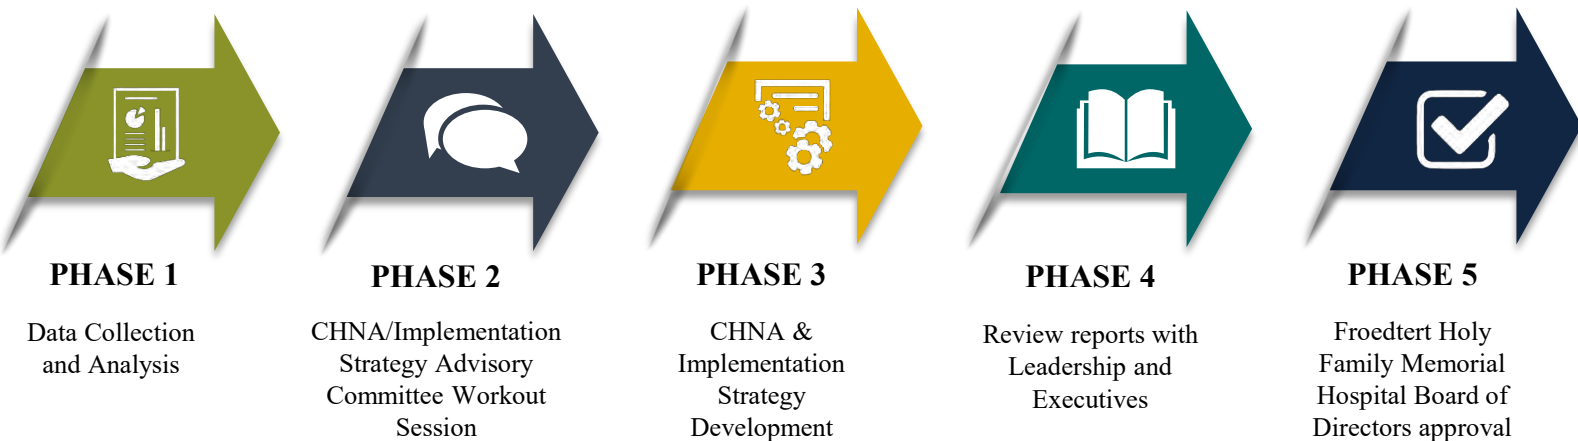 PHASE 1
Data Collection
and Analysis
PHASE 2
CHNA/Implementation
Strategy Advisory
Committee Workout
Session
PHASE 3
CHNA &
Implementation
Strategy
Development
PHASE 4
Review reports with
Leadership and
Executives
PHASE 5
Froedtert Holy
Family Memorial
Hospital Board of
Directors approval